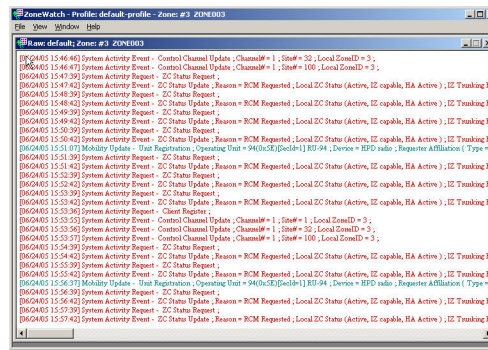 ZoneWatch - Profile: default-profile - Zone: #3 ZONE003
File View Window Help
Raw: default; Zone: #3 ZONE003
[06/24/05 15:46:46] System Activity Event - Control Channel Update ; Channel# = 1 ; Site# = 32 ; Local ZoneID = 3 ;
[06/24/05 15:46:47] System Activity Event - Control Channel Update ; Channel# = 1 ; Site# = 100 ; Local ZoneID = 3 ;
[06/24/05 15:47:39] System Activity Request - ZC Status Request ;
[06/24/05 15:47:42] System Activity Event - ZC Status Update ; Reason = RCM Requested ; Local ZC Status (Active, IZ capable, HA Active ) ; IZ Trunking
[06/24/05 15:48:39] System Activity Request - ZC Status Request ;
[06/24/05 15:48:42] System Activity Event - ZC Status Update ; Reason = RCM Requested ; Local ZC Status (Active, IZ capable, HA Active ) ; IZ Trunking
[06/24/05 15:49:39] System Activity Request - ZC Status Request ;
[06/24/05 15:49:42] System Activity Event - ZC Status Update ; Reason = RCM Requested ; Local ZC Status (Active, IZ capable, HA Active ) ; IZ Trunking
[06/24/05 15:50:39] System Activity Request - ZC Status Request ;
[06/24/05 15:50:42] System Activity Event - ZC Status Update ; Reason = RCM Requested ; Local ZC Status (Active, IZ capable, HA Active ) ; IZ Trunking
[06/24/05 15:51:07] Mobility Update - Unit Registration ; Operating Unit = 94(0x5E)[SecId=1] RU-94 ; Device = HPD radio ; Requester Affiliation ( Type =
[06/24/05 15:51:39] System Activity Request - ZC Status Request ;
[06/24/05 15:51:42] System Activity Event - ZC Status Update ; Reason = RCM Requested ; Local ZC Status (Active, IZ capable, HA Active ) ; IZ Trunking
[06/24/05 15:52:39] System Activity Request - ZC Status Request ;
[06/24/05 15:52:42] System Activity Event - ZC Status Update ; Reason = RCM Requested ; Local ZC Status (Active, IZ capable, HA Active ) ; IZ Trunking
[06/24/05 15:53:39] System Activity Request - ZC Status Request ;
[06/24/05 15:53:42] System Activity Event - ZC Status Update ; Reason = RCM Requested ; Local ZC Status (Active, IZ capable, HA Active ) ; IZ Trunking
[06/24/05 15:53:36] System Activity Request - Client Register ;
[06/24/05 15:53:55] System Activity Event - Control Channel Update ; Channel# = 1 ; Site# = 1 ; Local ZoneID = 3 ;
[06/24/05 15:53:56] System Activity Event - Control Channel Update ; Channel# = 1 ; Site# = 32 ; Local ZoneID = 3 ;
[06/24/05 15:53:57] System Activity Event - Control Channel Update ; Channel# = 1 ; Site# = 100 ; Local ZoneID = 3 ;
[06/24/05 15:54:39] System Activity Request - ZC Status Request ;
[06/24/05 15:54:42] System Activity Event - ZC Status Update ; Reason = RCM Requested ; Local ZC Status (Active, IZ capable, HA Active ) ; IZ Trunking
[06/24/05 15:55:39] System Activity Request - ZC Status Request ;
[06/24/05 15:55:42] System Activity Event - ZC Status Update ; Reason = RCM Requested ; Local ZC Status (Active, IZ capable, HA Active ) ; IZ Trunking
[06/24/05 15:56:37] Mobility Update - Unit Registration ; Operating Unit = 94(0x5E)[SecId=1] RU-94 ; Device = HPD radio ; Requester Affiliation ( Type =
[06/24/05 15:56:39] System Activity Request - ZC Status Request ;
[06/24/05 15:56:42] System Activity Event - ZC Status Update ; Reason = RCM Requested ; Local ZC Status (Active, IZ capable, HA Active ) ; IZ Trunking
[06/24/05 15:57:39] System Activity Request - ZC Status Request ;
[06/24/05 15:57:42] System Activity Event - ZC Status Update ; Reason = RCM Requested ; Local ZC Status (Active, IZ capable, HA Active ) ; IZ Trunking